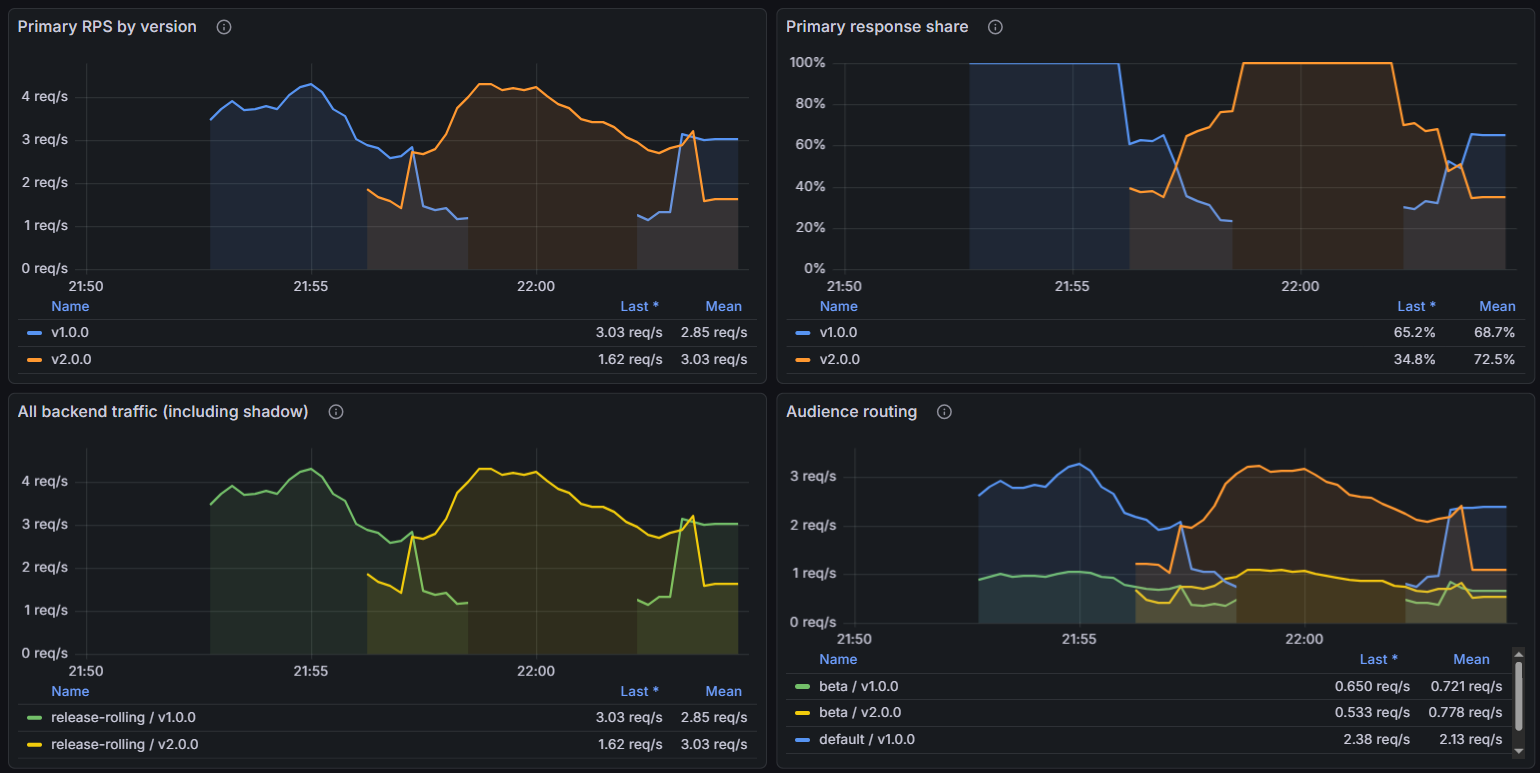 Primary RPS by version
4 req/s
3 req/s
2 req/s
1 req/s
0 req/s
21:50 21:55 22:00
Name Last * Mean
v1.0.0 3.03 req/s 2.85 req/s
v2.0.0 1.62 req/s 3.03 req/s
Primary response share
100%
80%
60%
40%
20%
0%
21:50 21:55 22:00
Name Last * Mean
v1.0.0 65.2% 68.7%
v2.0.0 34.8% 72.5%
All backend traffic (including shadow)
4 req/s
3 req/s
2 req/s
1 req/s
0 req/s
21:50 21:55 22:00
Name Last * Mean
release-rolling / v1.0.0 3.03 req/s 2.85 req/s
release-rolling / v2.0.0 1.62 req/s 3.03 req/s
Audience routing
3 req/s
2 req/s
1 req/s
0 req/s
21:50 21:55 22:00
Name Last * Mean
beta / v1.0.0 0.650 req/s 0.721 req/s
beta / v2.0.0 0.533 req/s 0.778 req/s
default / v1.0.0 2.38 req/s 2.13 req/s